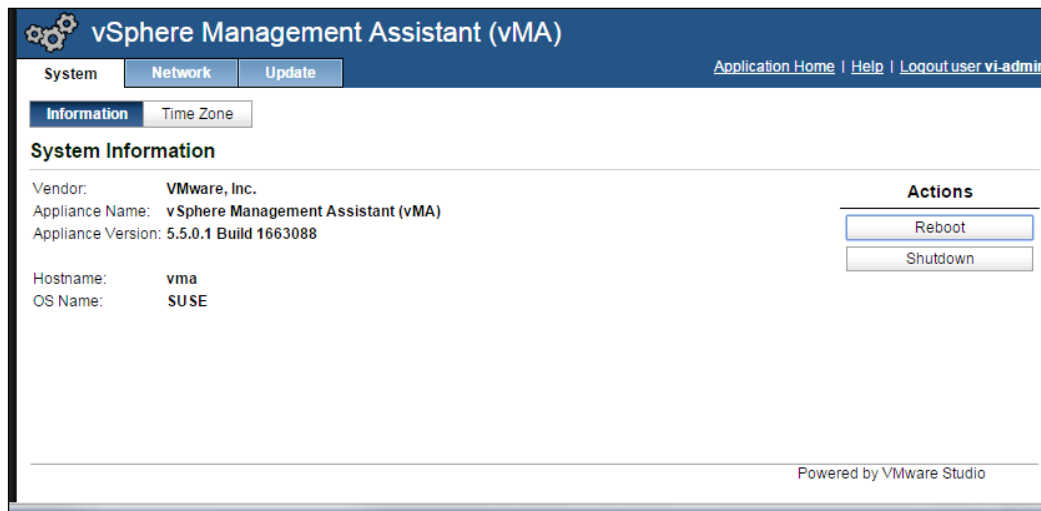 vSphere Management Assistant (vMA)
System Network Update Application Home | Help | Logout user vi-admin
Information Time Zone
System Information
Vendor: VMware, Inc. Actions
Appliance Name: vSphere Management Assistant (vMA)
Reboot
Appliance Version: 5.5.0.1 Build 1663088
Shutdown
Hostname: vma
OS Name: SUSE
Powered by VMware Studio